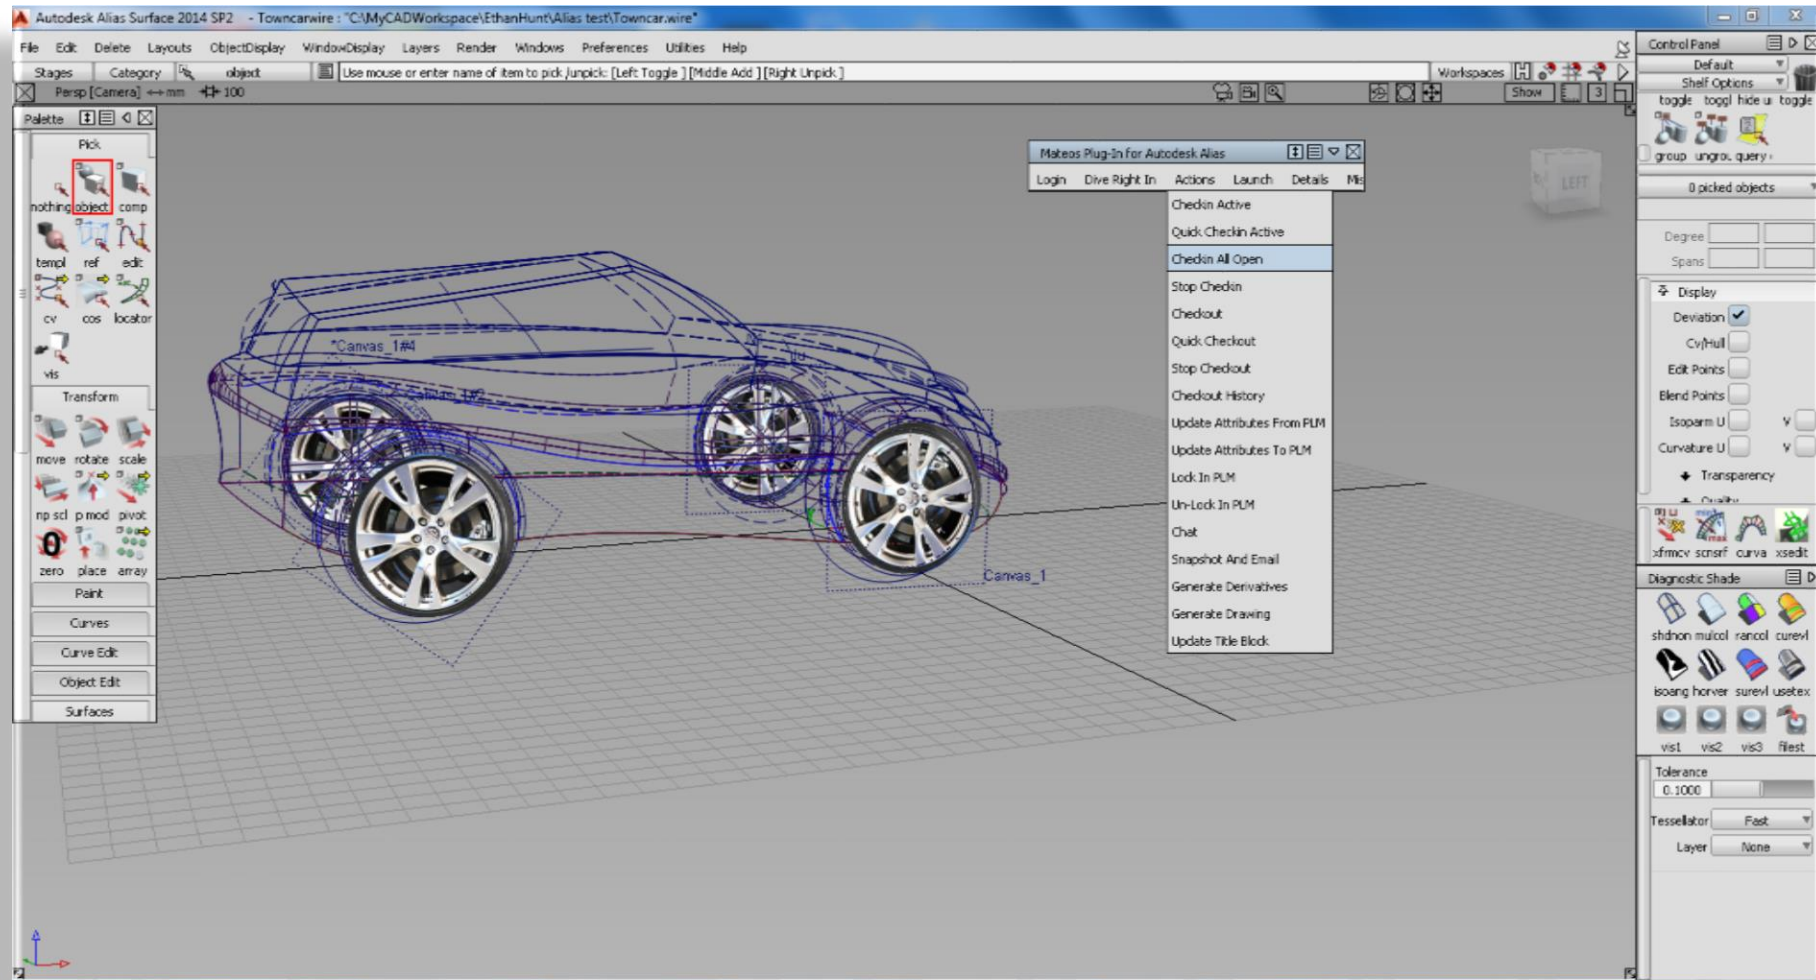 Autodesk Alias Surface 2014 SP2 - Towncarwire : "C:\MyCADWorkspace\EthanHunt\Alias test\Towncar.wire"
File Edit Delete Layouts ObjectDisplay WindowDisplay Layers Render Windows Preferences Utilities Help
Stages Category object Use mouse or enter name of item to pick /unpick: [Left Toggle ] [Middle Add ] [Right Unpick ] Workspaces
Persp [Camera] mm 100 Show 3
Palette
Pick
nothing object comp
templ ref edit
cv cos locator
vis
Transform
move rotate scale
np scl p mod pivot
zero place array
Paint
Curves
Curve Edit
Object Edit
Surfaces
*Canvas_1#4
Canvas_1#2
Canvas_1
Mateos Plug-In for Autodesk Alias
Login Dive Right In Actions Launch Details Mis
Checkin Active
Quick Checkin Active
Checkin All Open
Stop Checkin
Checkout
Quick Checkout
Stop Checkout
Checkout History
Update Attributes From PLM
Update Attributes To PLM
Lock In PLM
Un-Lock In PLM
Chat
Snapshot And Email
Generate Derivatives
Generate Drawing
Update Title Block
LEFT
Control Panel
Default
Shelf Options
toggle toggl hide u toggle
group ungrou query
0 picked objects
Degree
Spans
Display
Deviation
Cv/Hull
Edit Points
Blend Points
Isoparm U V
Curvature U V
Transparency
Quality
xfrmcv scnsrf curva xsedit
Diagnostic Shade
shdnon mulcol rancol curevl
isoang horver surevl usetex
vis1 vis2 vis3 filest
Tolerance
0.1000
Tessellator Fast
Layer None